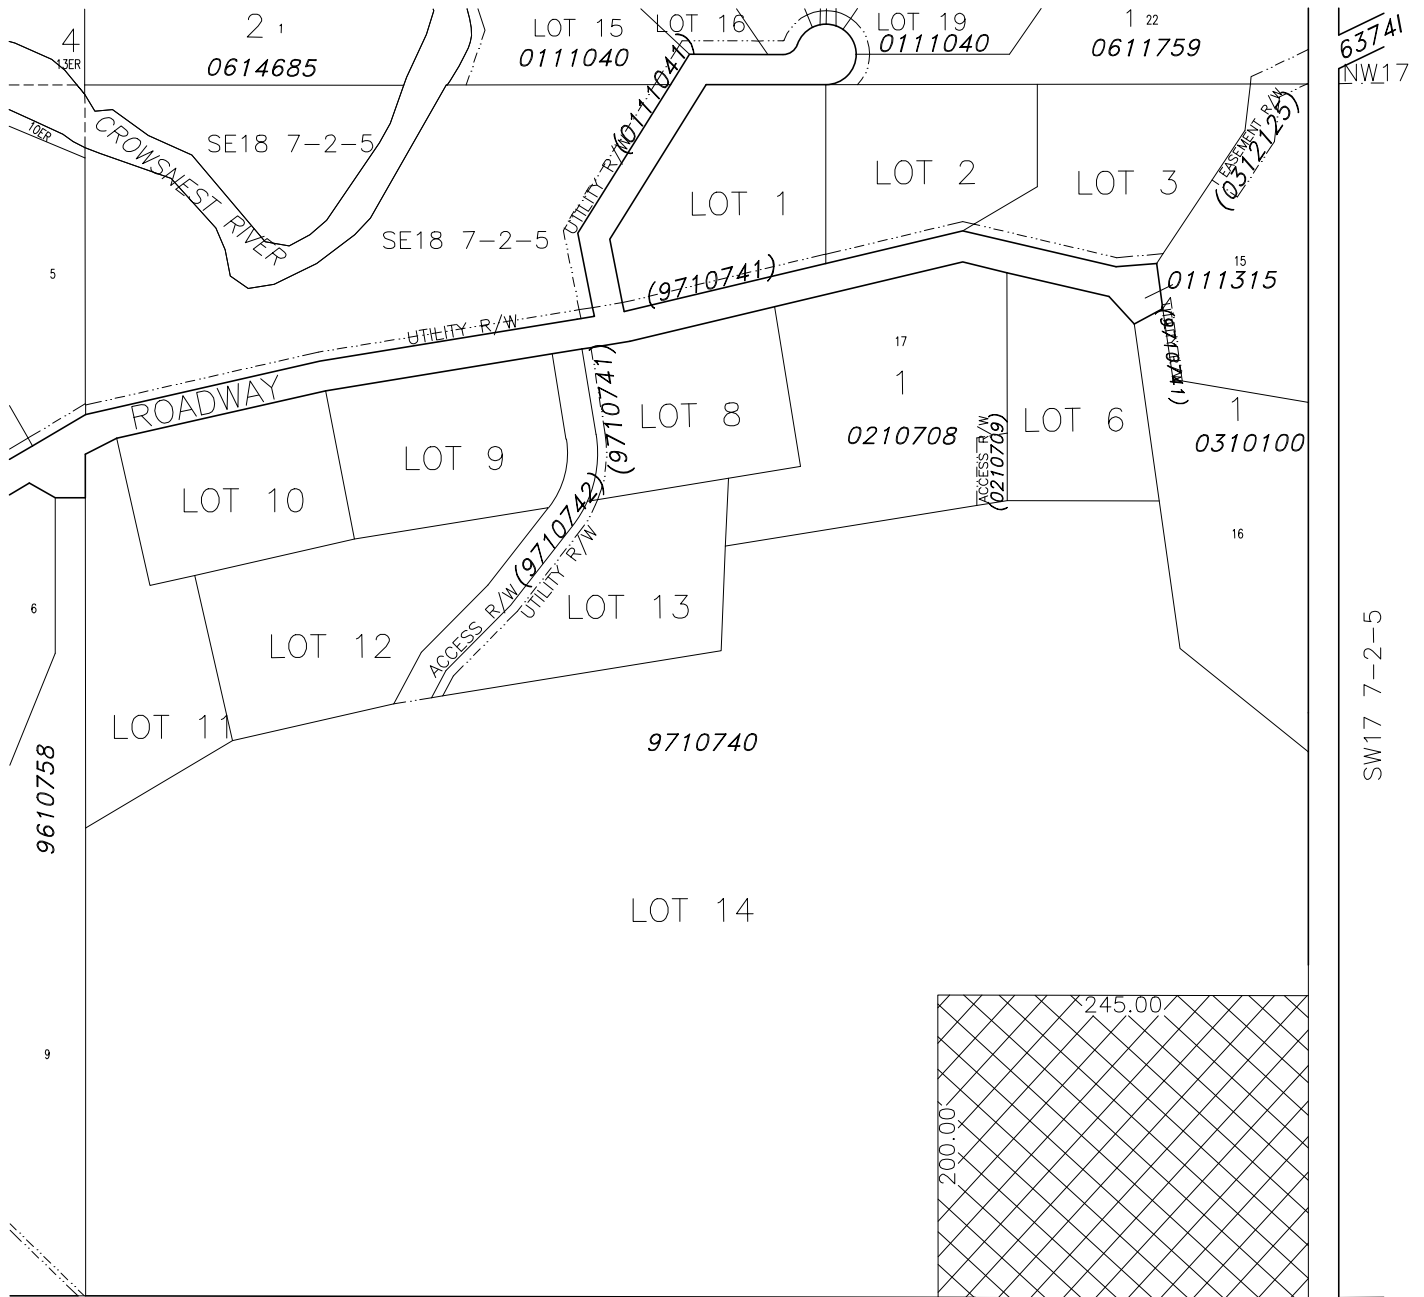 4
13ER
2 1
0614685
LOT 15
0111040
LOT 16
LOT 19
0111040
1 22
0611759
63741
NW17
10ER
CROWSNEST RIVER
SE18 7-2-5
SE18 7-2-5
UTILITY R/W
(0111041)
LOT 1
LOT 2
LOT 3
EASEMENT R/W
(0312125)
5
15
0111315
(9710741)
UTILITY R/W
ROADWAY
(9710741)
(9710741)
17
1
0210708
LOT 8
LOT 9
LOT 10
LOT 6
ACCESS R/W
(0210709)
1
0310100
16
(9710742)
ACCESS R/W
UTILITY R/W
6
LOT 13
LOT 12
LOT 11
9710740
9610758
SW17 7-2-5
LOT 14
9
245.00
200.00